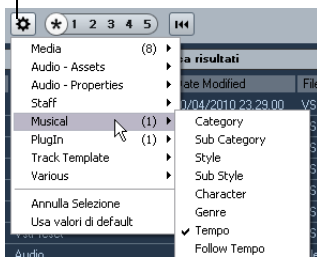 1 2 3 4 5
Media (8)
Audio - Assets
a risultati
Audio - Properties
ate Modified
File
Staff
0/04/2010 23.29.00
VS
Musical (1)
Category
PlugIn (1)
Sub Category
Track Template
Style
Various
Sub Style
Character
Annulla Selezione
Genre
Usa valori di default
Tempo
Follow Tempo
Audio